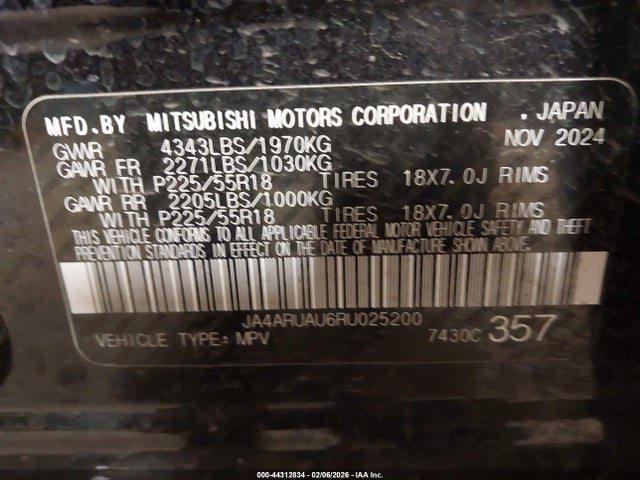 MFD.BY MITSUBISHI MOTORS CORPORATION . JAPAN
GVWR 4343LBS/1970KG NOV 2024
GAWR FR 2271LBS/1030KG
WITH P225/55R18 TIRES 18X7.0J RIMS
GAWR RR 2205LBS/1000KG
WITH P225/55R18 TIRES 18X7.0J RIMS
THIS VEHICLE CONFORMS TO ALL APPLICABLE FEDERAL MOTOR VEHICLE SAFETY AND THEFT
PREVENTION STANDARDS IN EFFECT ON THE DATE OF MANUFACTURE SHOWN ABOVE.
JA4ARUAU6RU025200
VEHICLE TYPE: MPV 7430C 357
000-44312834 - 02/06/2026 - IAA Inc.